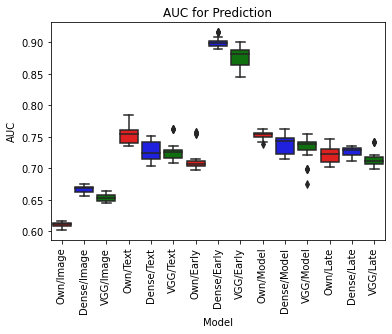 AUC for Prediction
AUC
0.90
0.85
0.80
0.75
0.70
0.65
0.60
Own/Image
Dense/Image
VGG/Image
Own/Text
Dense/Text
VGG/Text
Own/Early
Dense/Early
VGG/Early
Own/Model
Dense/Model
VGG/Model
Own/Late
Dense/Late
VGG/Late
Model